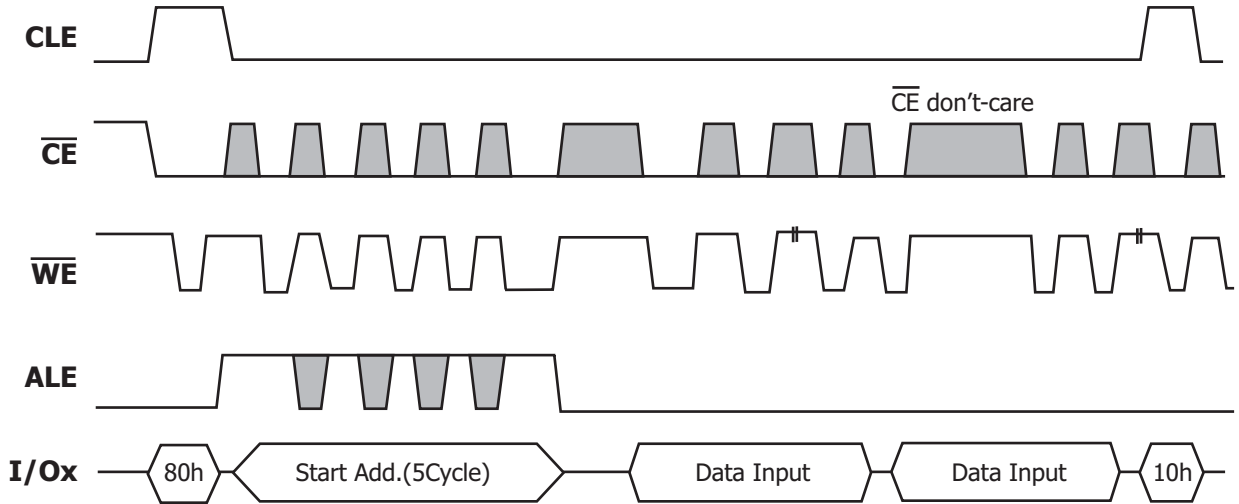 CLE
CE don't-care
CE
WE
ALE
I/Ox 80h Start Add.(5Cycle) Data Input Data Input 10h